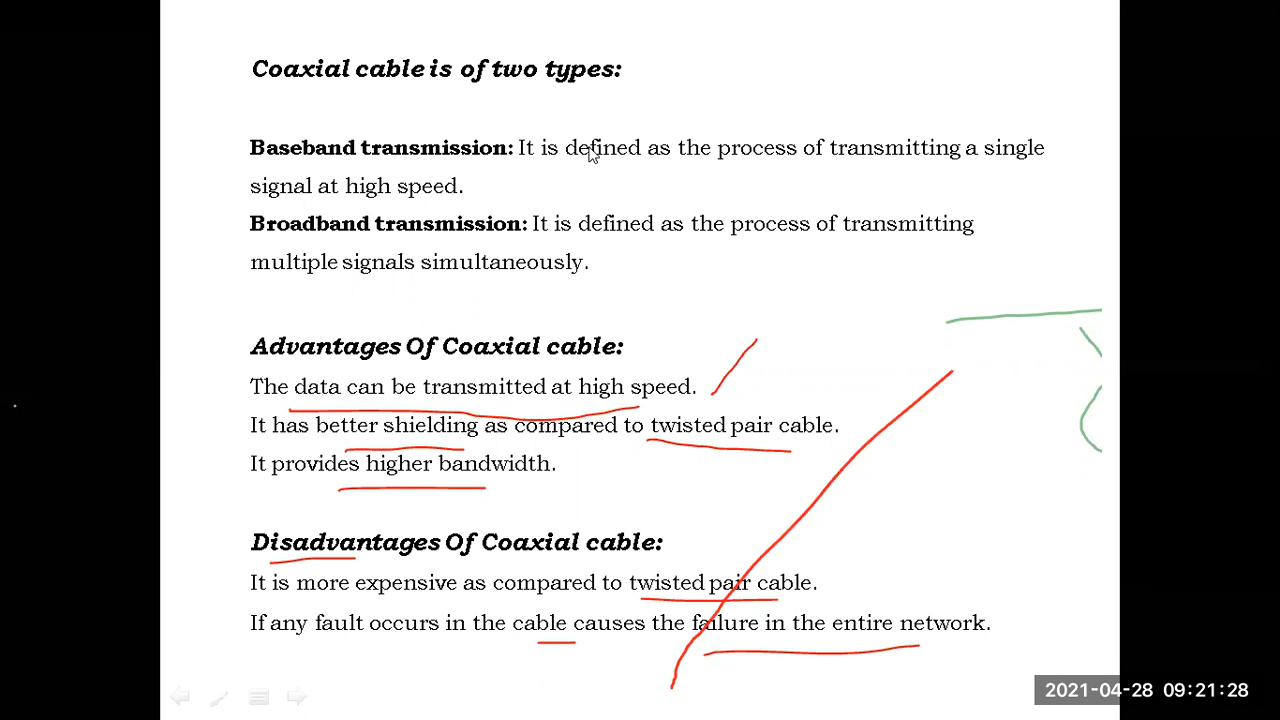 Coaxial cable is of two types:
Baseband transmission: It is defined as the process of transmitting a single
signal at high speed.
Broadband transmission: It is defined as the process of transmitting
multiple signals simultaneously.
Advantages Of Coaxial cable:
The data can be transmitted at high speed.
It has better shielding as compared to twisted pair cable.
It provides higher bandwidth.
Disadvantages Of Coaxial cable:
It is more expensive as compared to twisted pair cable.
If any fault occurs in the cable causes the failure in the entire network.
2021-04-28 09:21:28